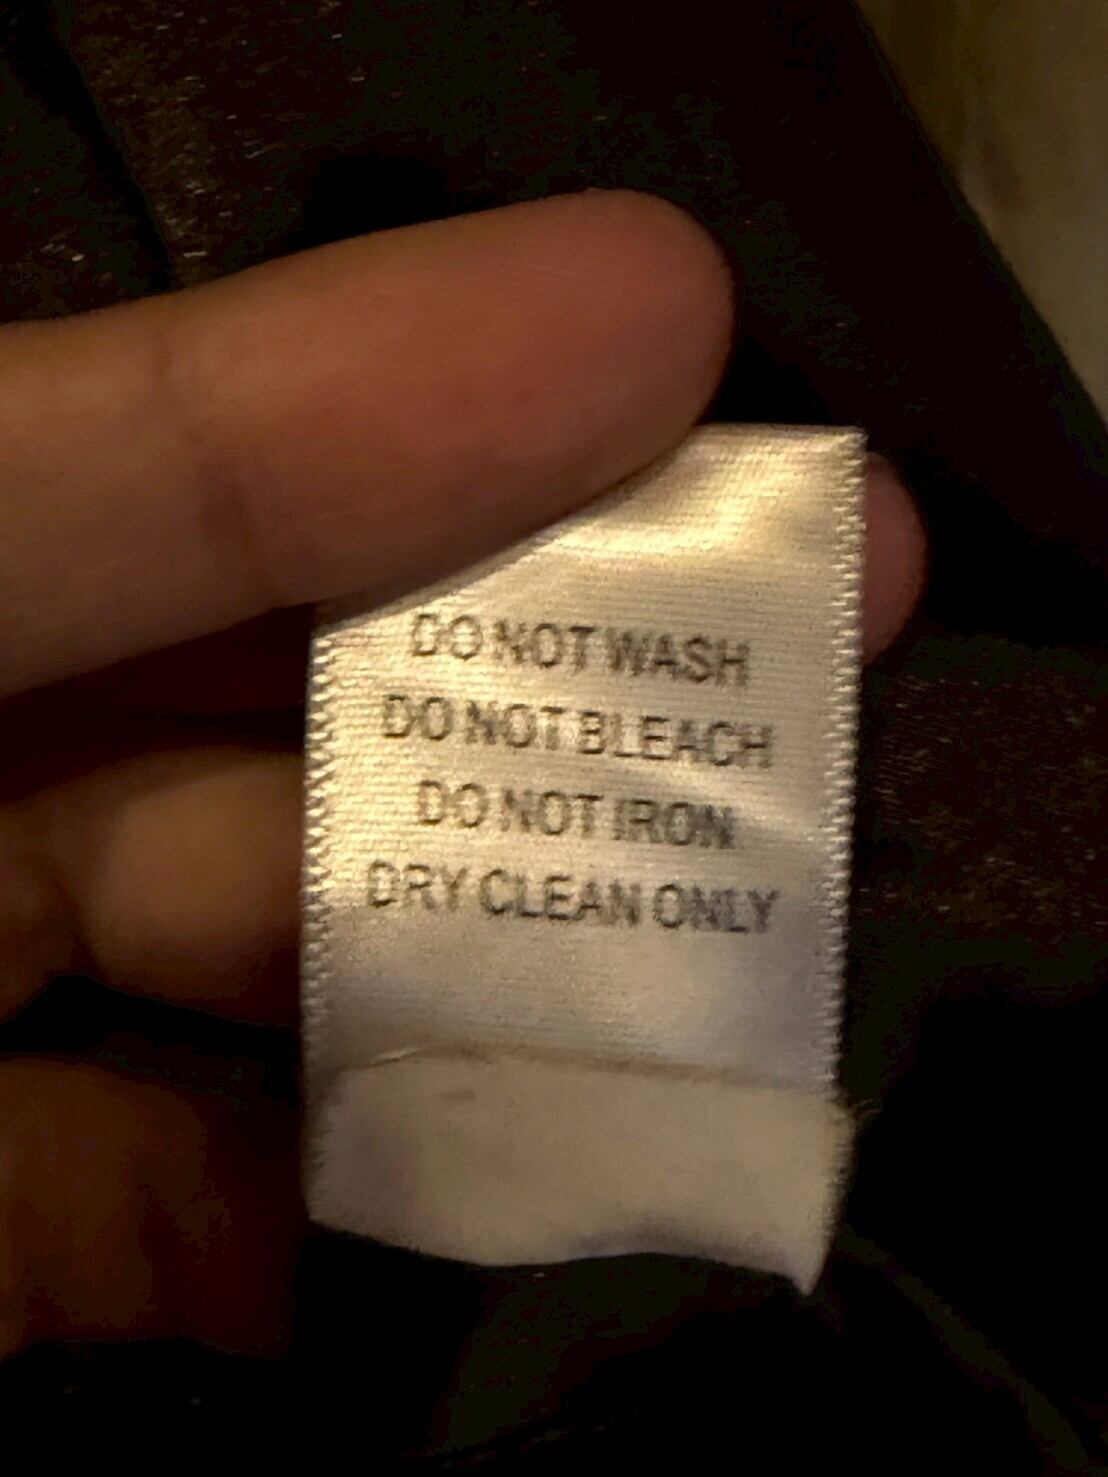 DO NOT WASH
DO NOT BLEACH
DO NOT IRON
DRY CLEAN ONLY